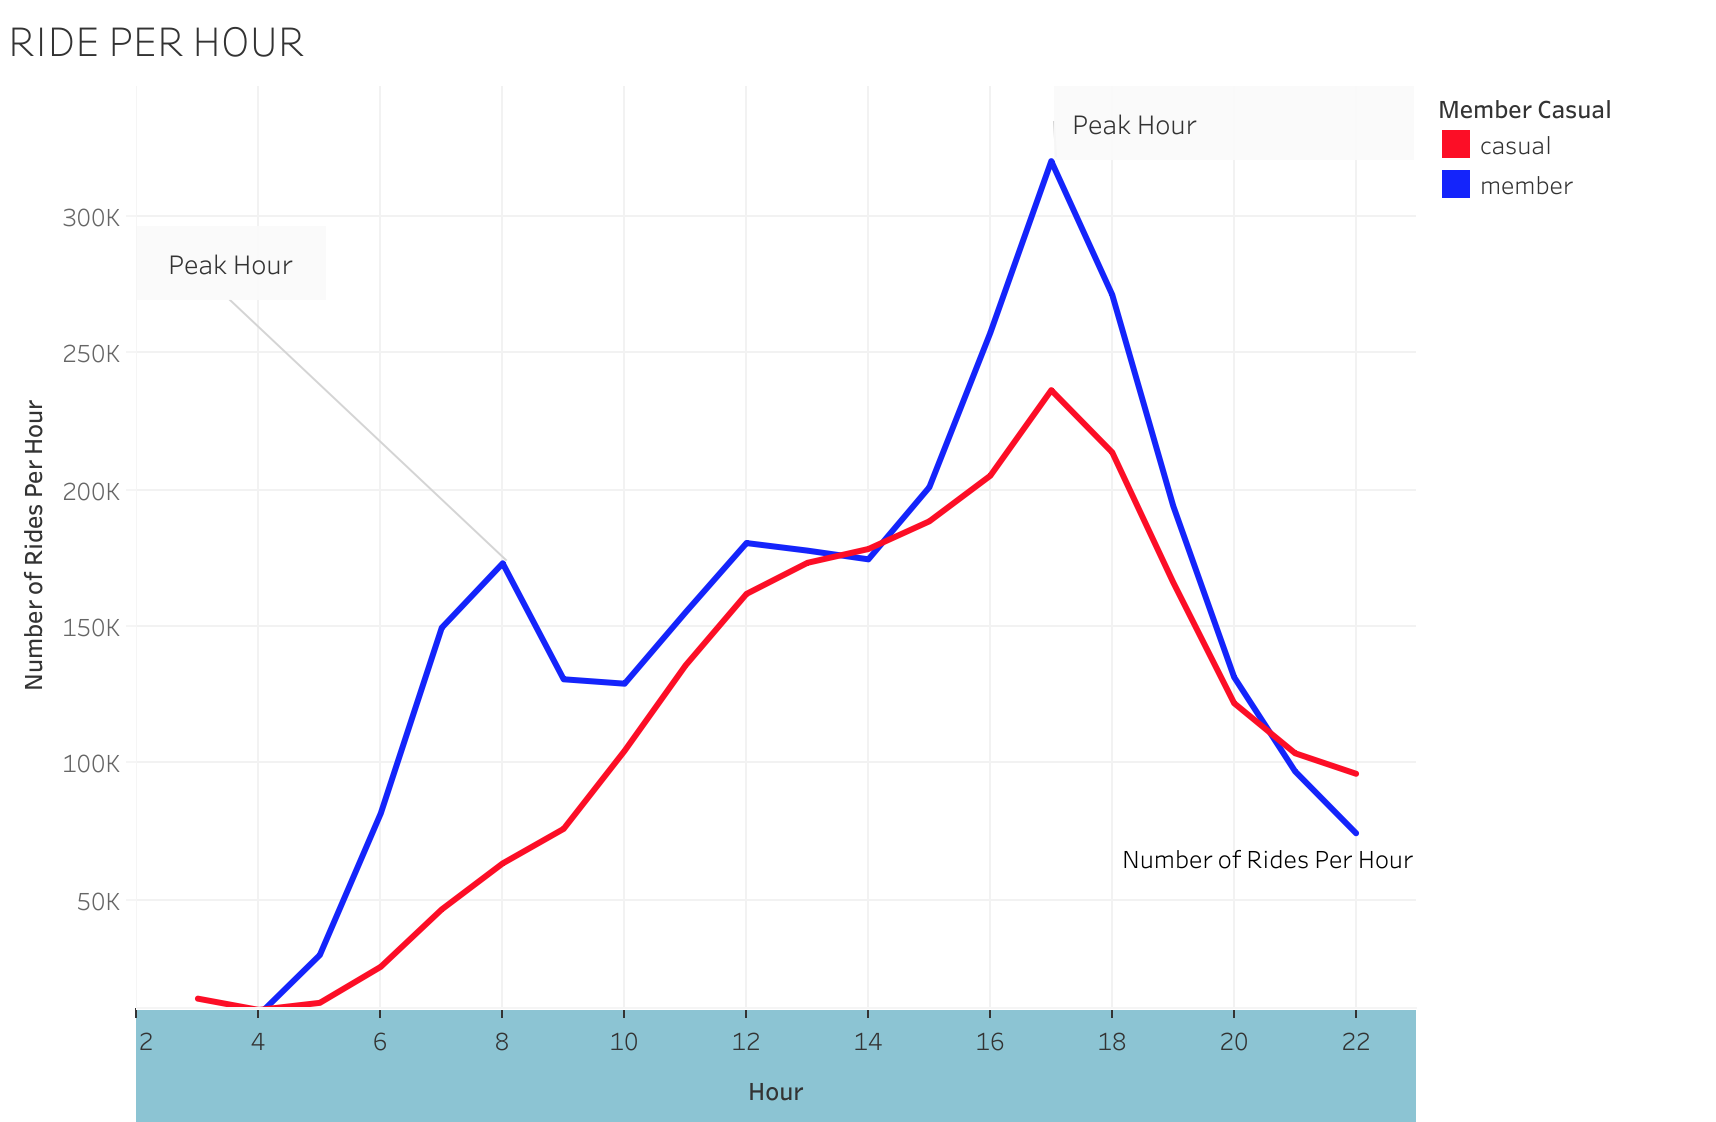 RIDE PER HOUR
Peak Hour
Member Casual
casual
member
300K
Peak Hour
250K
200K
150K
100K
50K
Number of Rides Per Hour
Number of Rides Per Hour
2 4 6 8 10 12 14 16 18 20 22
Hour